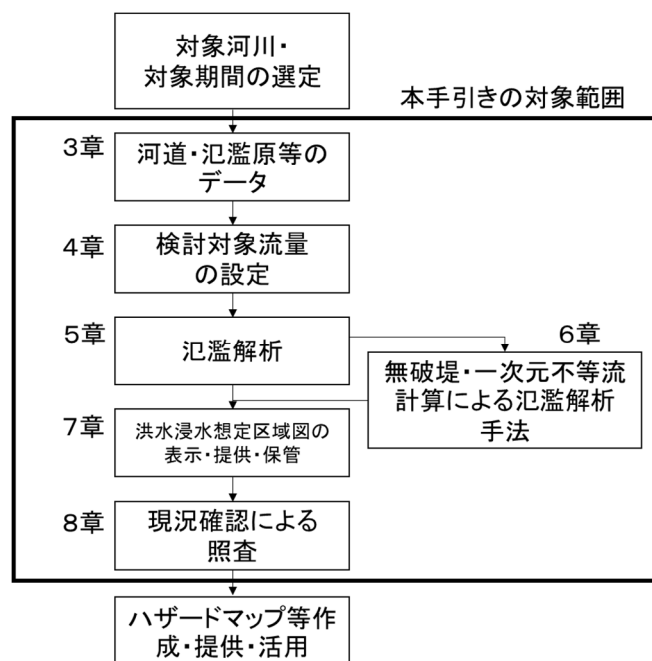 対象河川・
対象期間の選定
本手引きの対象範囲
3章
河道・氾濫原等の
データ
4章
検討対象流量
の設定
5章
氾濫解析
6章
無破堤・一次元不等流
計算による氾濫解析
手法
7章
洪水浸水想定区域図の
表示・提供・保管
8章
現況確認による
照査
ハザードマップ等作
成・提供・活用